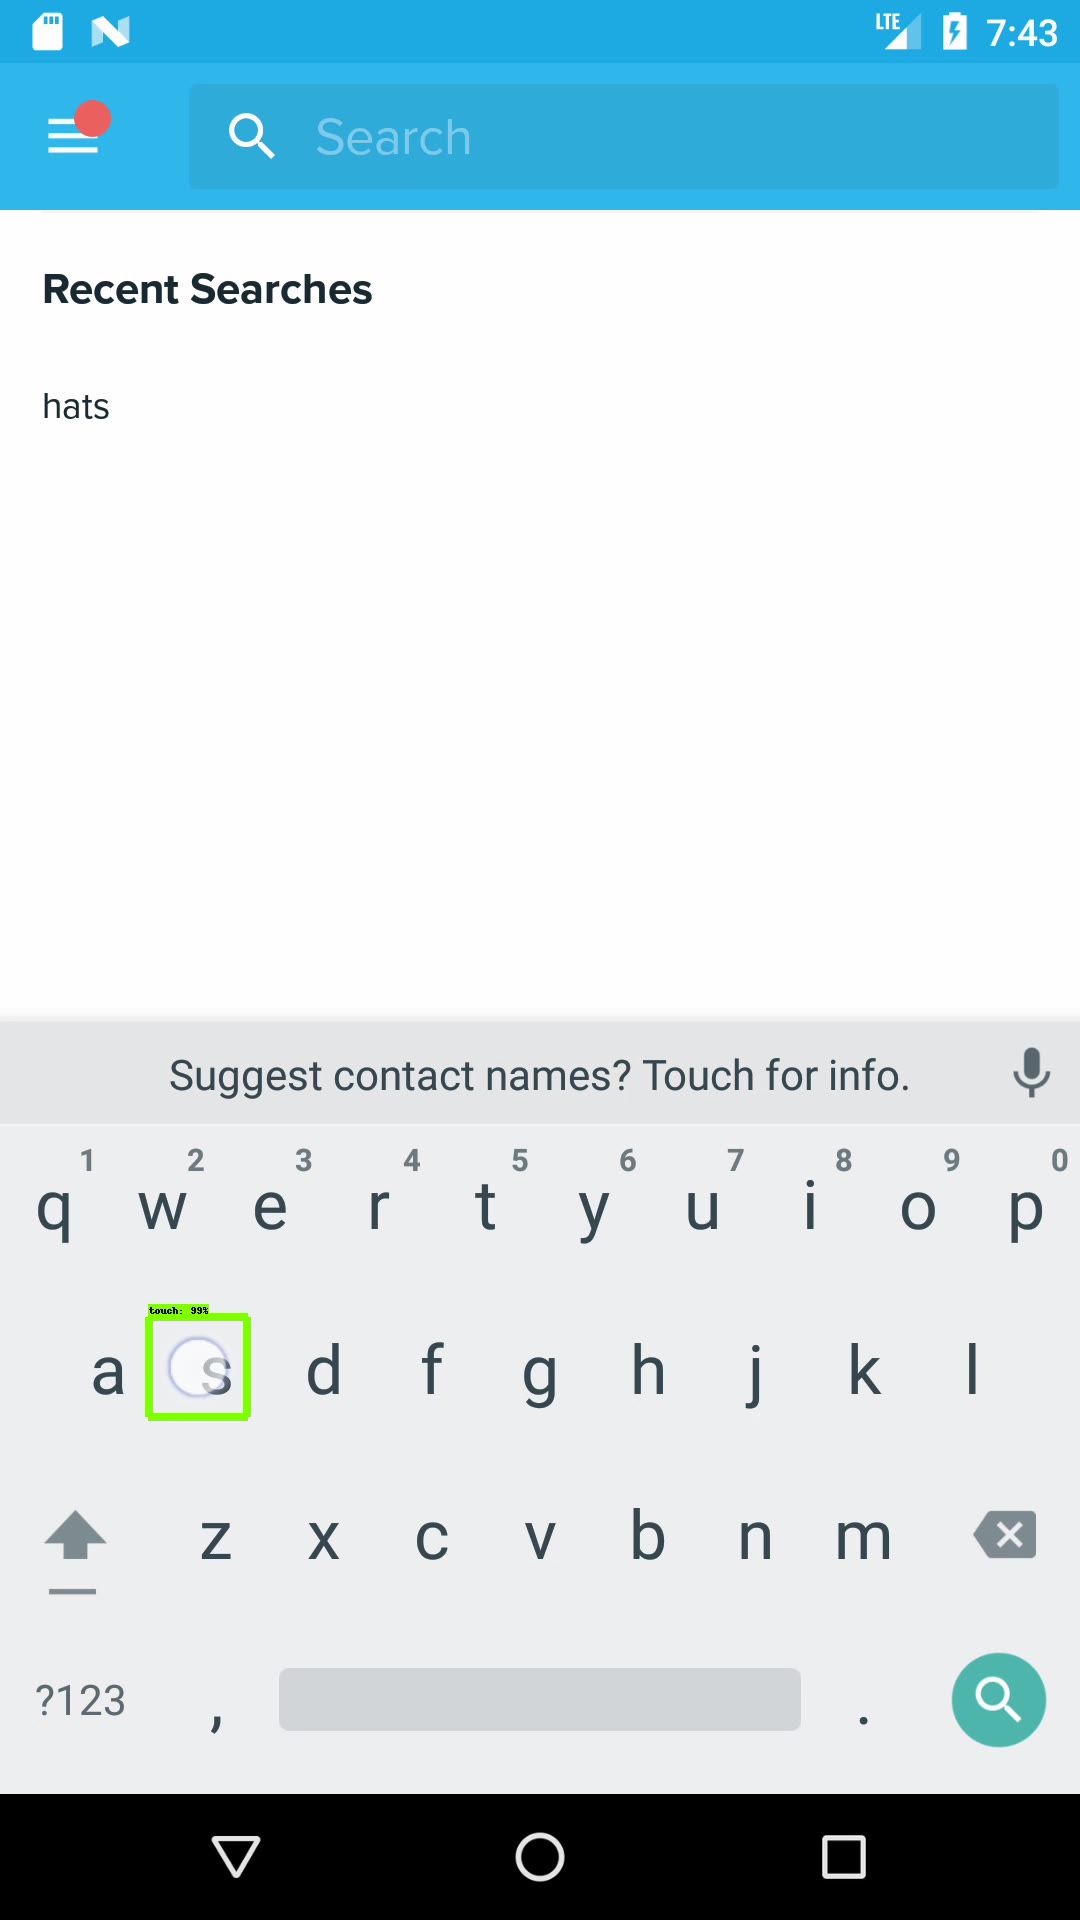 LTE 7:43
Search
Recent Searches
hats
Suggest contact names? Touch for info.
1 2 3 4 5 6 7 8 9 0
q w e r t y u i o p
touch: 99%
a s d f g h j k l
z x c v b n m
?123 , .